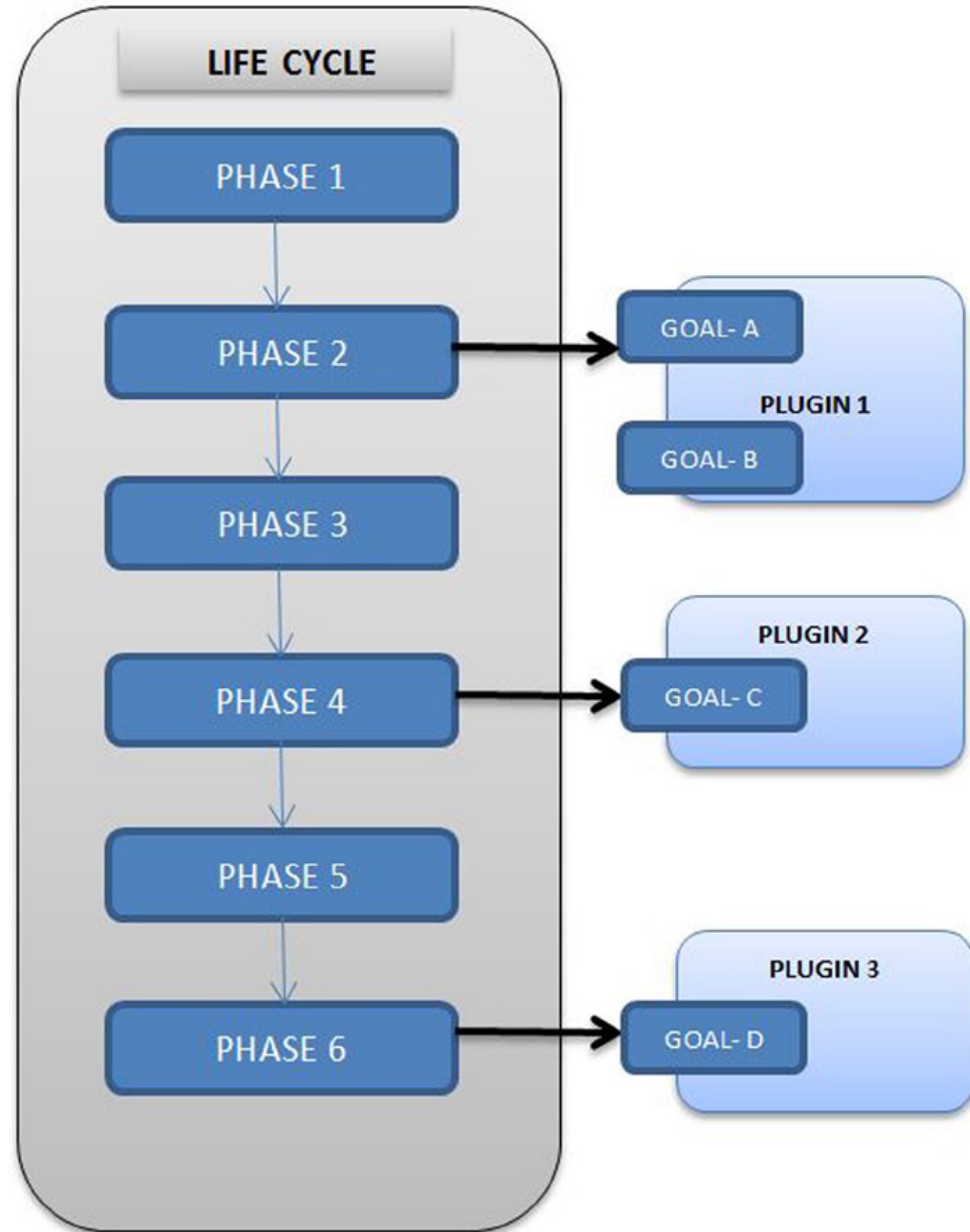 LIFE CYCLE
PHASE 1
PHASE 2
GOAL- A
PLUGIN 1
GOAL- B
PHASE 3
PLUGIN 2
PHASE 4
GOAL- C
PHASE 5
PLUGIN 3
PHASE 6
GOAL- D